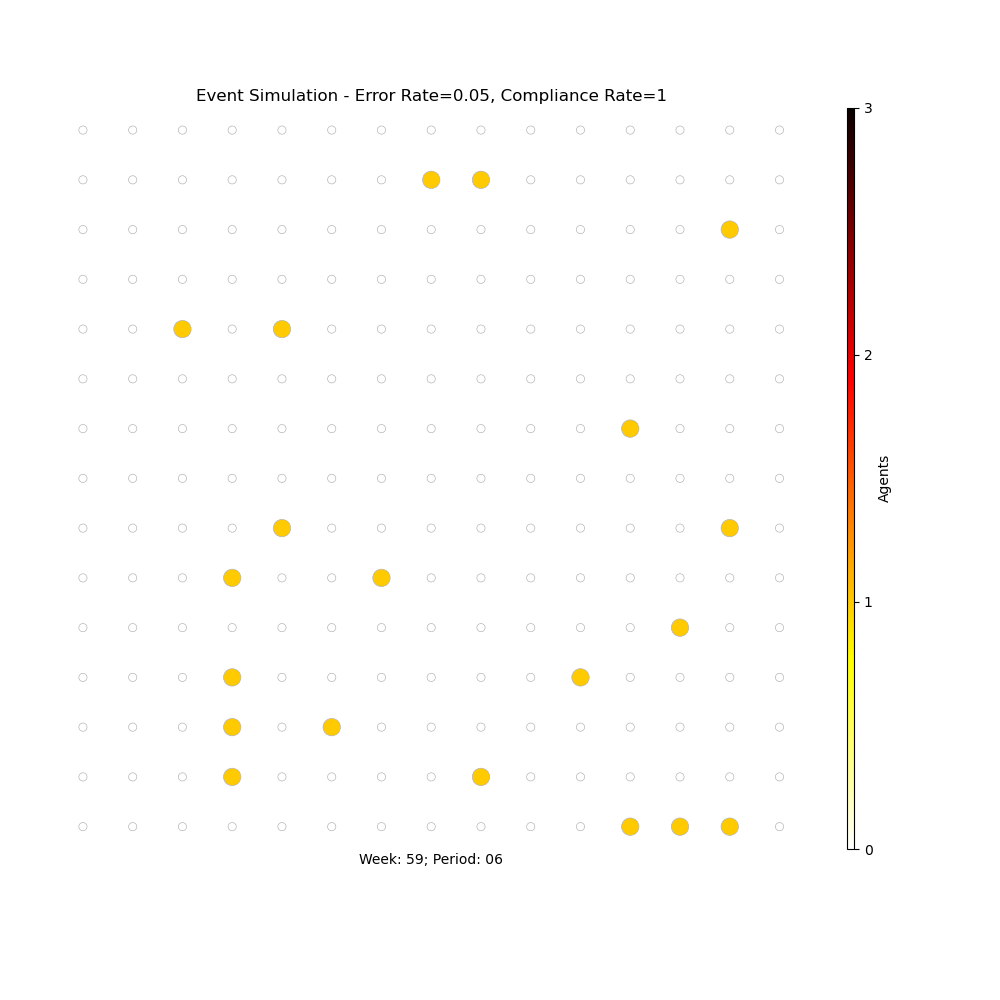 Event Simulation - Error Rate=0.05, Compliance Rate=1
3
2
Agents
1
0
Week: 59; Period: 06